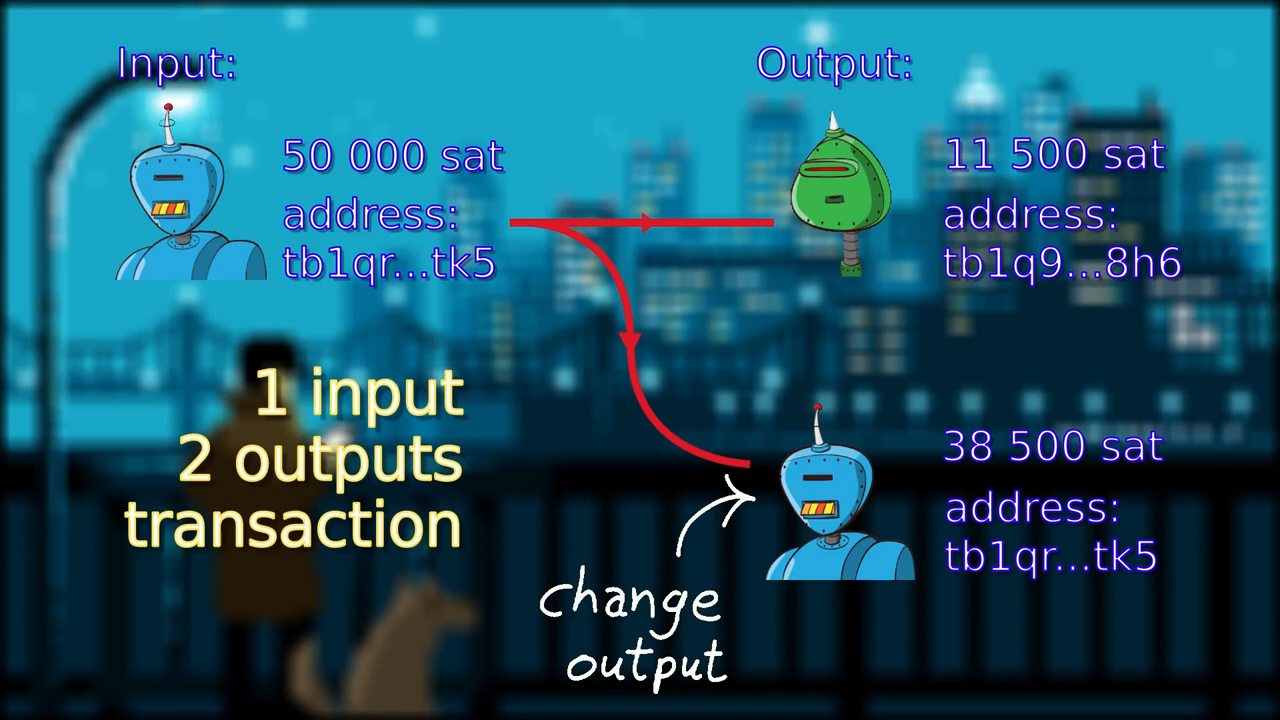 Input:
50 000 sat
address:
tb1qr...tk5
Output:
11 500 sat
address:
tb1q9...8h6
1 input
2 outputs
transaction
38 500 sat
address:
tb1qr...tk5
change
output